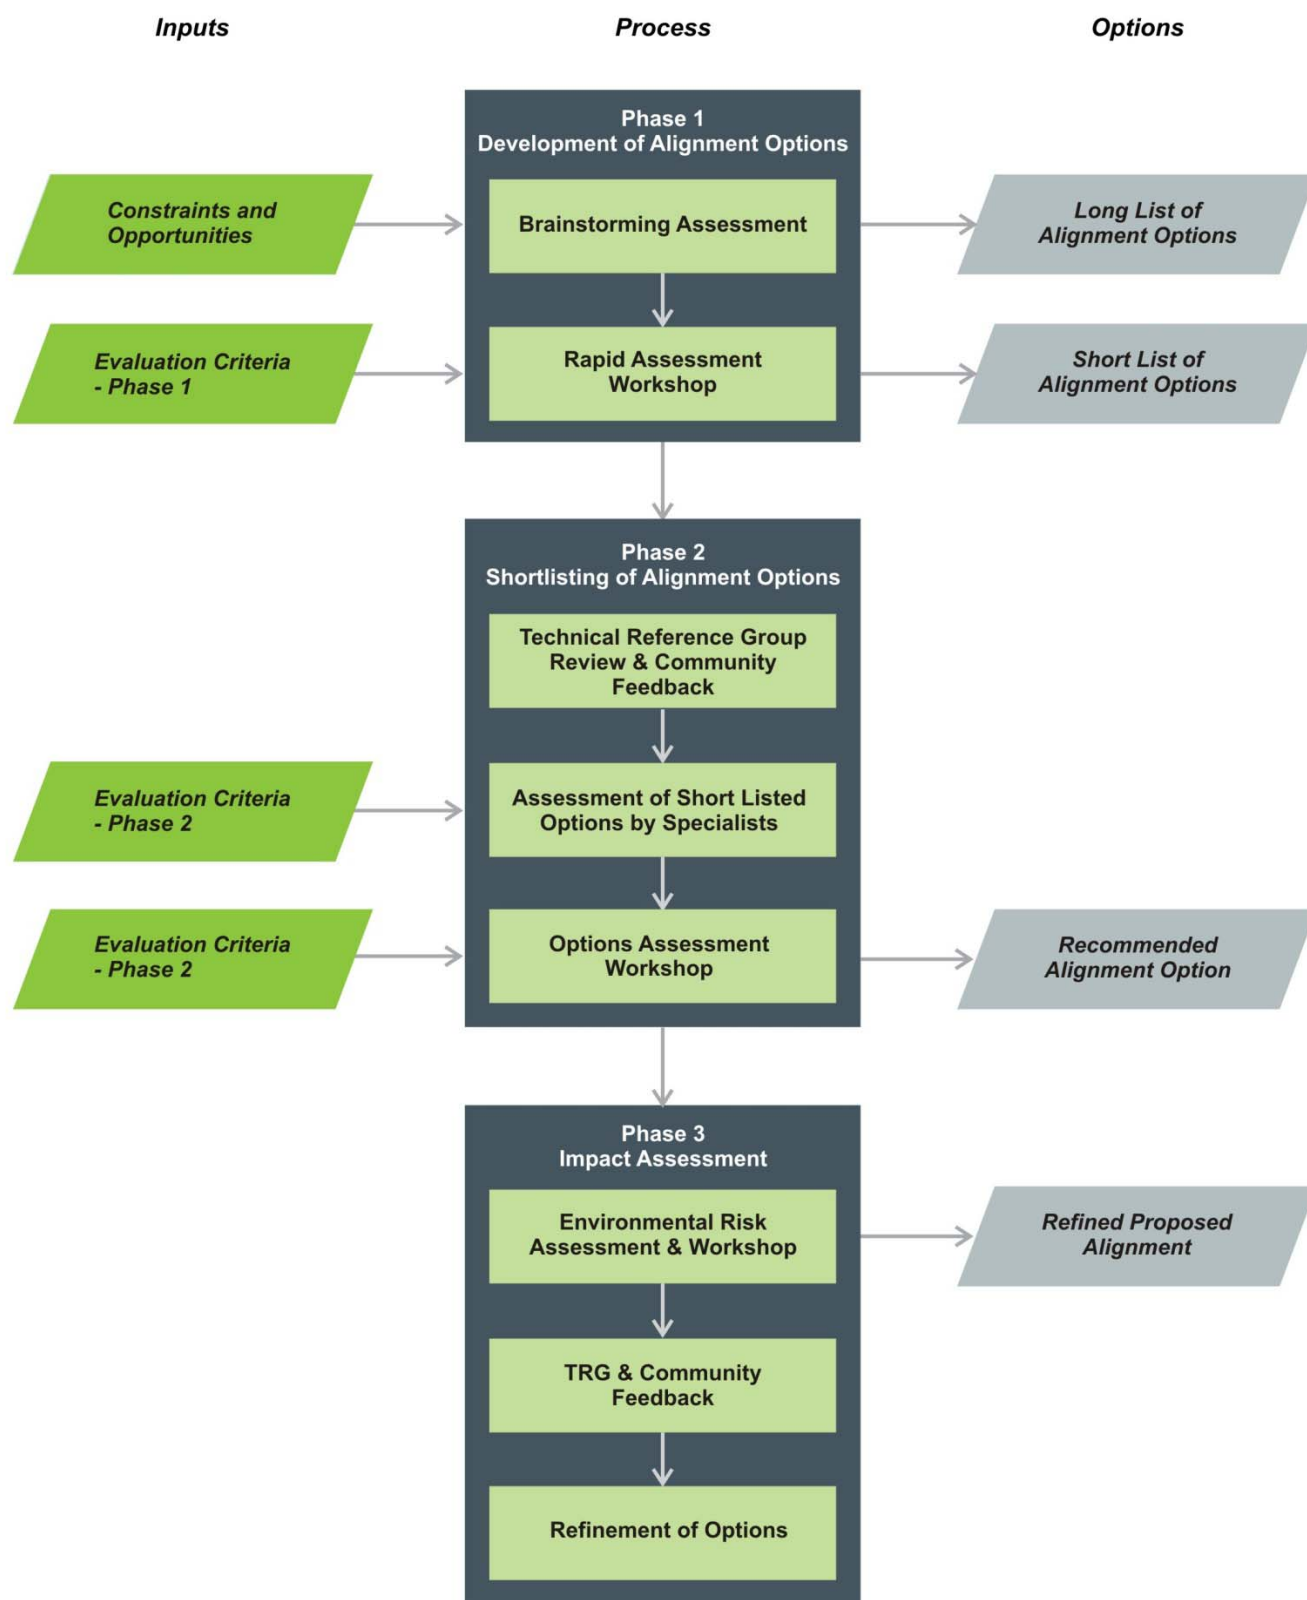 Inputs
Process
Options
Phase 1
Development of Alignment Options
Constraints and
Opportunities
Brainstorming Assessment
Long List of
Alignment Options
Evaluation Criteria
- Phase 1
Rapid Assessment
Workshop
Short List of
Alignment Options
Phase 2
Shortlisting of Alignment Options
Technical Reference Group
Review & Community
Feedback
Evaluation Criteria
- Phase 2
Assessment of Short Listed
Options by Specialists
Evaluation Criteria
- Phase 2
Options Assessment
Workshop
Recommended
Alignment Option
Phase 3
Impact Assessment
Environmental Risk
Assessment & Workshop
Refined Proposed
Alignment
TRG & Community
Feedback
Refinement of Options